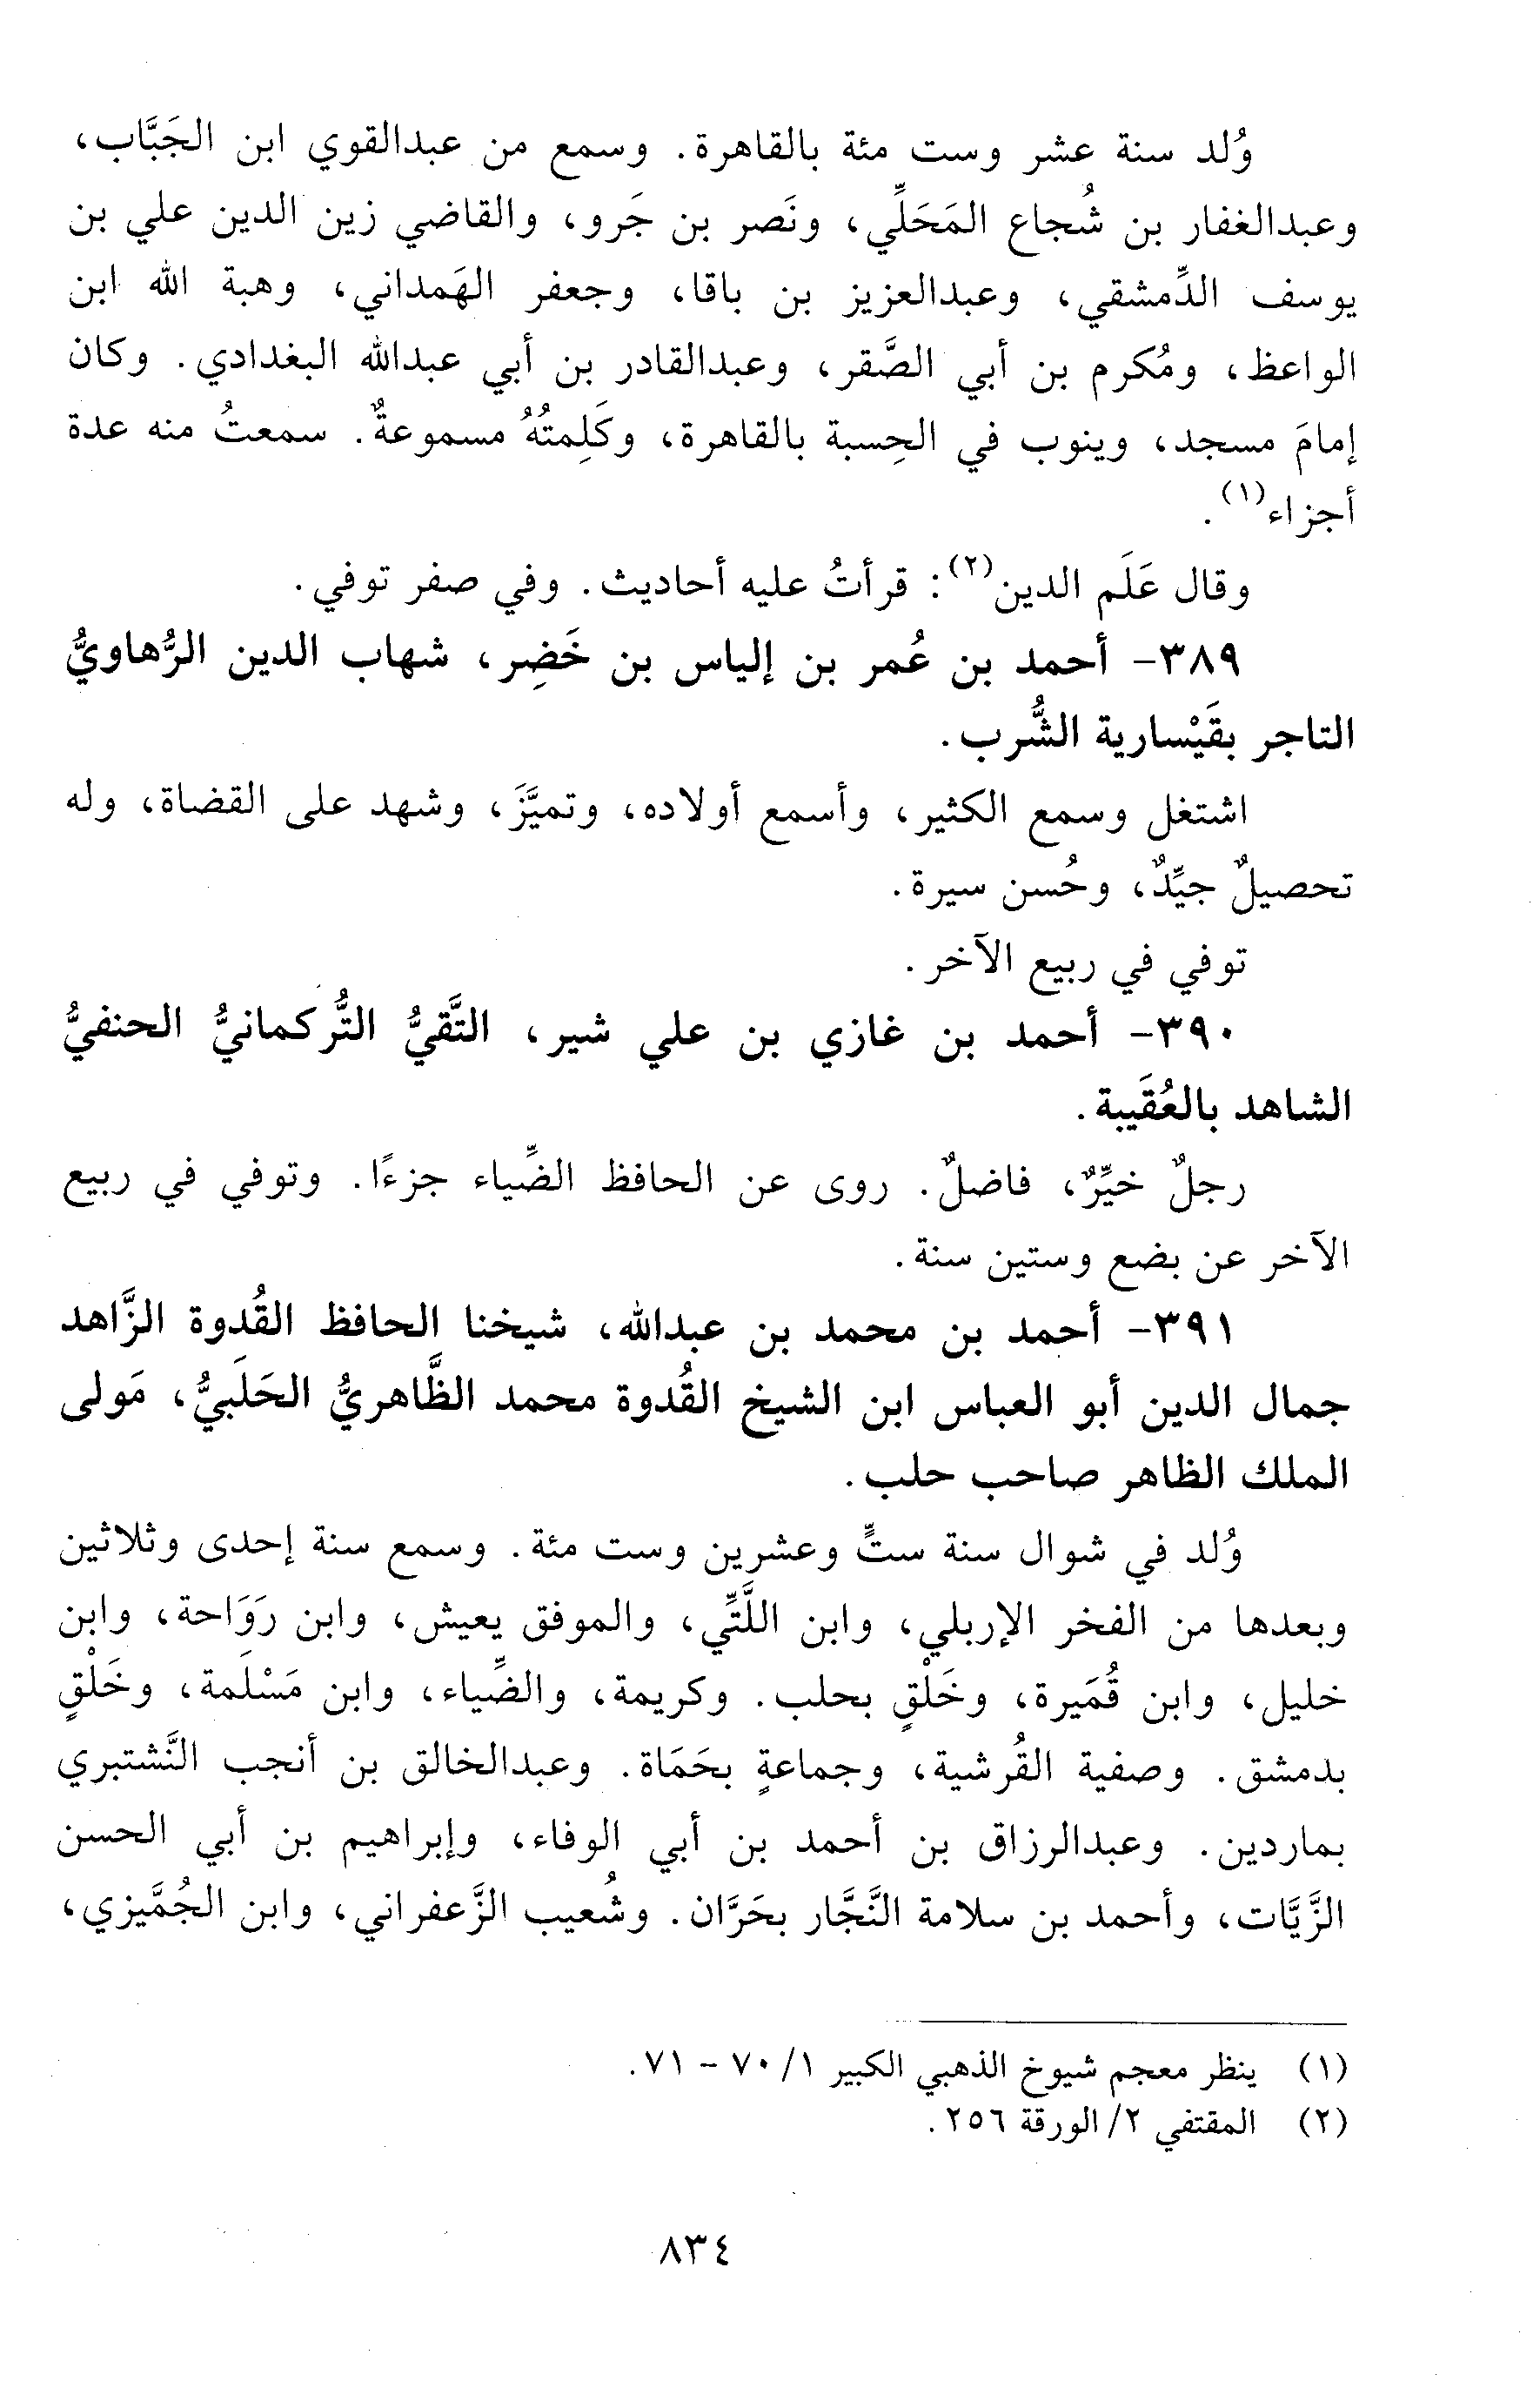 وُلد سنة عشر وست مئة بالقاهرة. وسمع من عبدالقوي ابن الجَبَّاب،
وعبدالغفار بن شُجاع المَحَلِّي، ونَصر بن جَرو، والقاضي زين الدين علي بن
يوسف الدِّمشقي، وعبدالعزيز بن باقا، وجعفر الهَمداني، وهبة الله ابن
الواعظ، ومُكرم بن أبي الصَّقر، وعبدالقادر بن أبي عبدالله البغدادي. وكان
إمامَ مسجد، وينوب في الحِسبة بالقاهرة، وكَلِمتُهُ مسموعةٌ. سمعتُ منه عدة
أجزاء(١).
وقال عَلَم الدين(٢): قرأتُ عليه أحاديث. وفي صفر توفي.
٣٨٩- أحمد بن عُمر بن إلياس بن خَضِر، شهاب الدين الرُّهاويُّ
التاجر بقَيْسارية الشُّرب.
اشتغل وسمع الكثير، وأسمع أولاده، وتميَّزَ، وشهد على القضاة، وله
تحصيلٌ جيِّدٌ، وحُسن سيرة.
توفي في ربيع الآخر.
٣٩٠- أحمد بن غازي بن علي شير، التَّقيُّ التُّركمانيُّ الحنفيُّ
الشاهد بالعُقَيبة.
رجلٌ خيِّرٌ، فاضلٌ. روى عن الحافظ الضِّياء جزءًا. وتوفي في ربيع
الآخر عن بضع وستين سنة.
٣٩١- أحمد بن محمد بن عبدالله، شيخنا الحافظ القُدوة الزَّاهد
جمال الدين أبو العباس ابن الشيخ القُدوة محمد الظَّاهريُّ الحَلَبيُّ، مَولى
الملك الظاهر صاحب حلب.
وُلد في شوال سنة ستٍّ وعشرين وست مئة. وسمع سنة إحدى وثلاثين
وبعدها من الفخر الإربلي، وابن اللَّتِّي، والموفق يعيش، وابن رَوَاحة، وابن
خليل، وابن قُمَيرة، وخَلْقٍ بحلب. وكريمة، والضِّياء، وابن مَسْلَمة، وخَلْقٍ
بدمشق. وصفية القُرشية، وجماعةٍ بحَمَاة. وعبدالخالق بن أنجب النَّشتبري
بماردين. وعبدالرزاق بن أحمد بن أبي الوفاء، وإبراهيم بن أبي الحسن
الزَّيَّات، وأحمد بن سلامة النَّجَّار بحَرَّان. وشُعيب الزَّعفراني، وابن الجُمَّيزي،
(١) ينظر معجم شيوخ الذهبي الكبير ١/ ٧٠ - ٧١.
(٢) المقتفي ٢/ الورقة ٢٥٦.
٨٣٤